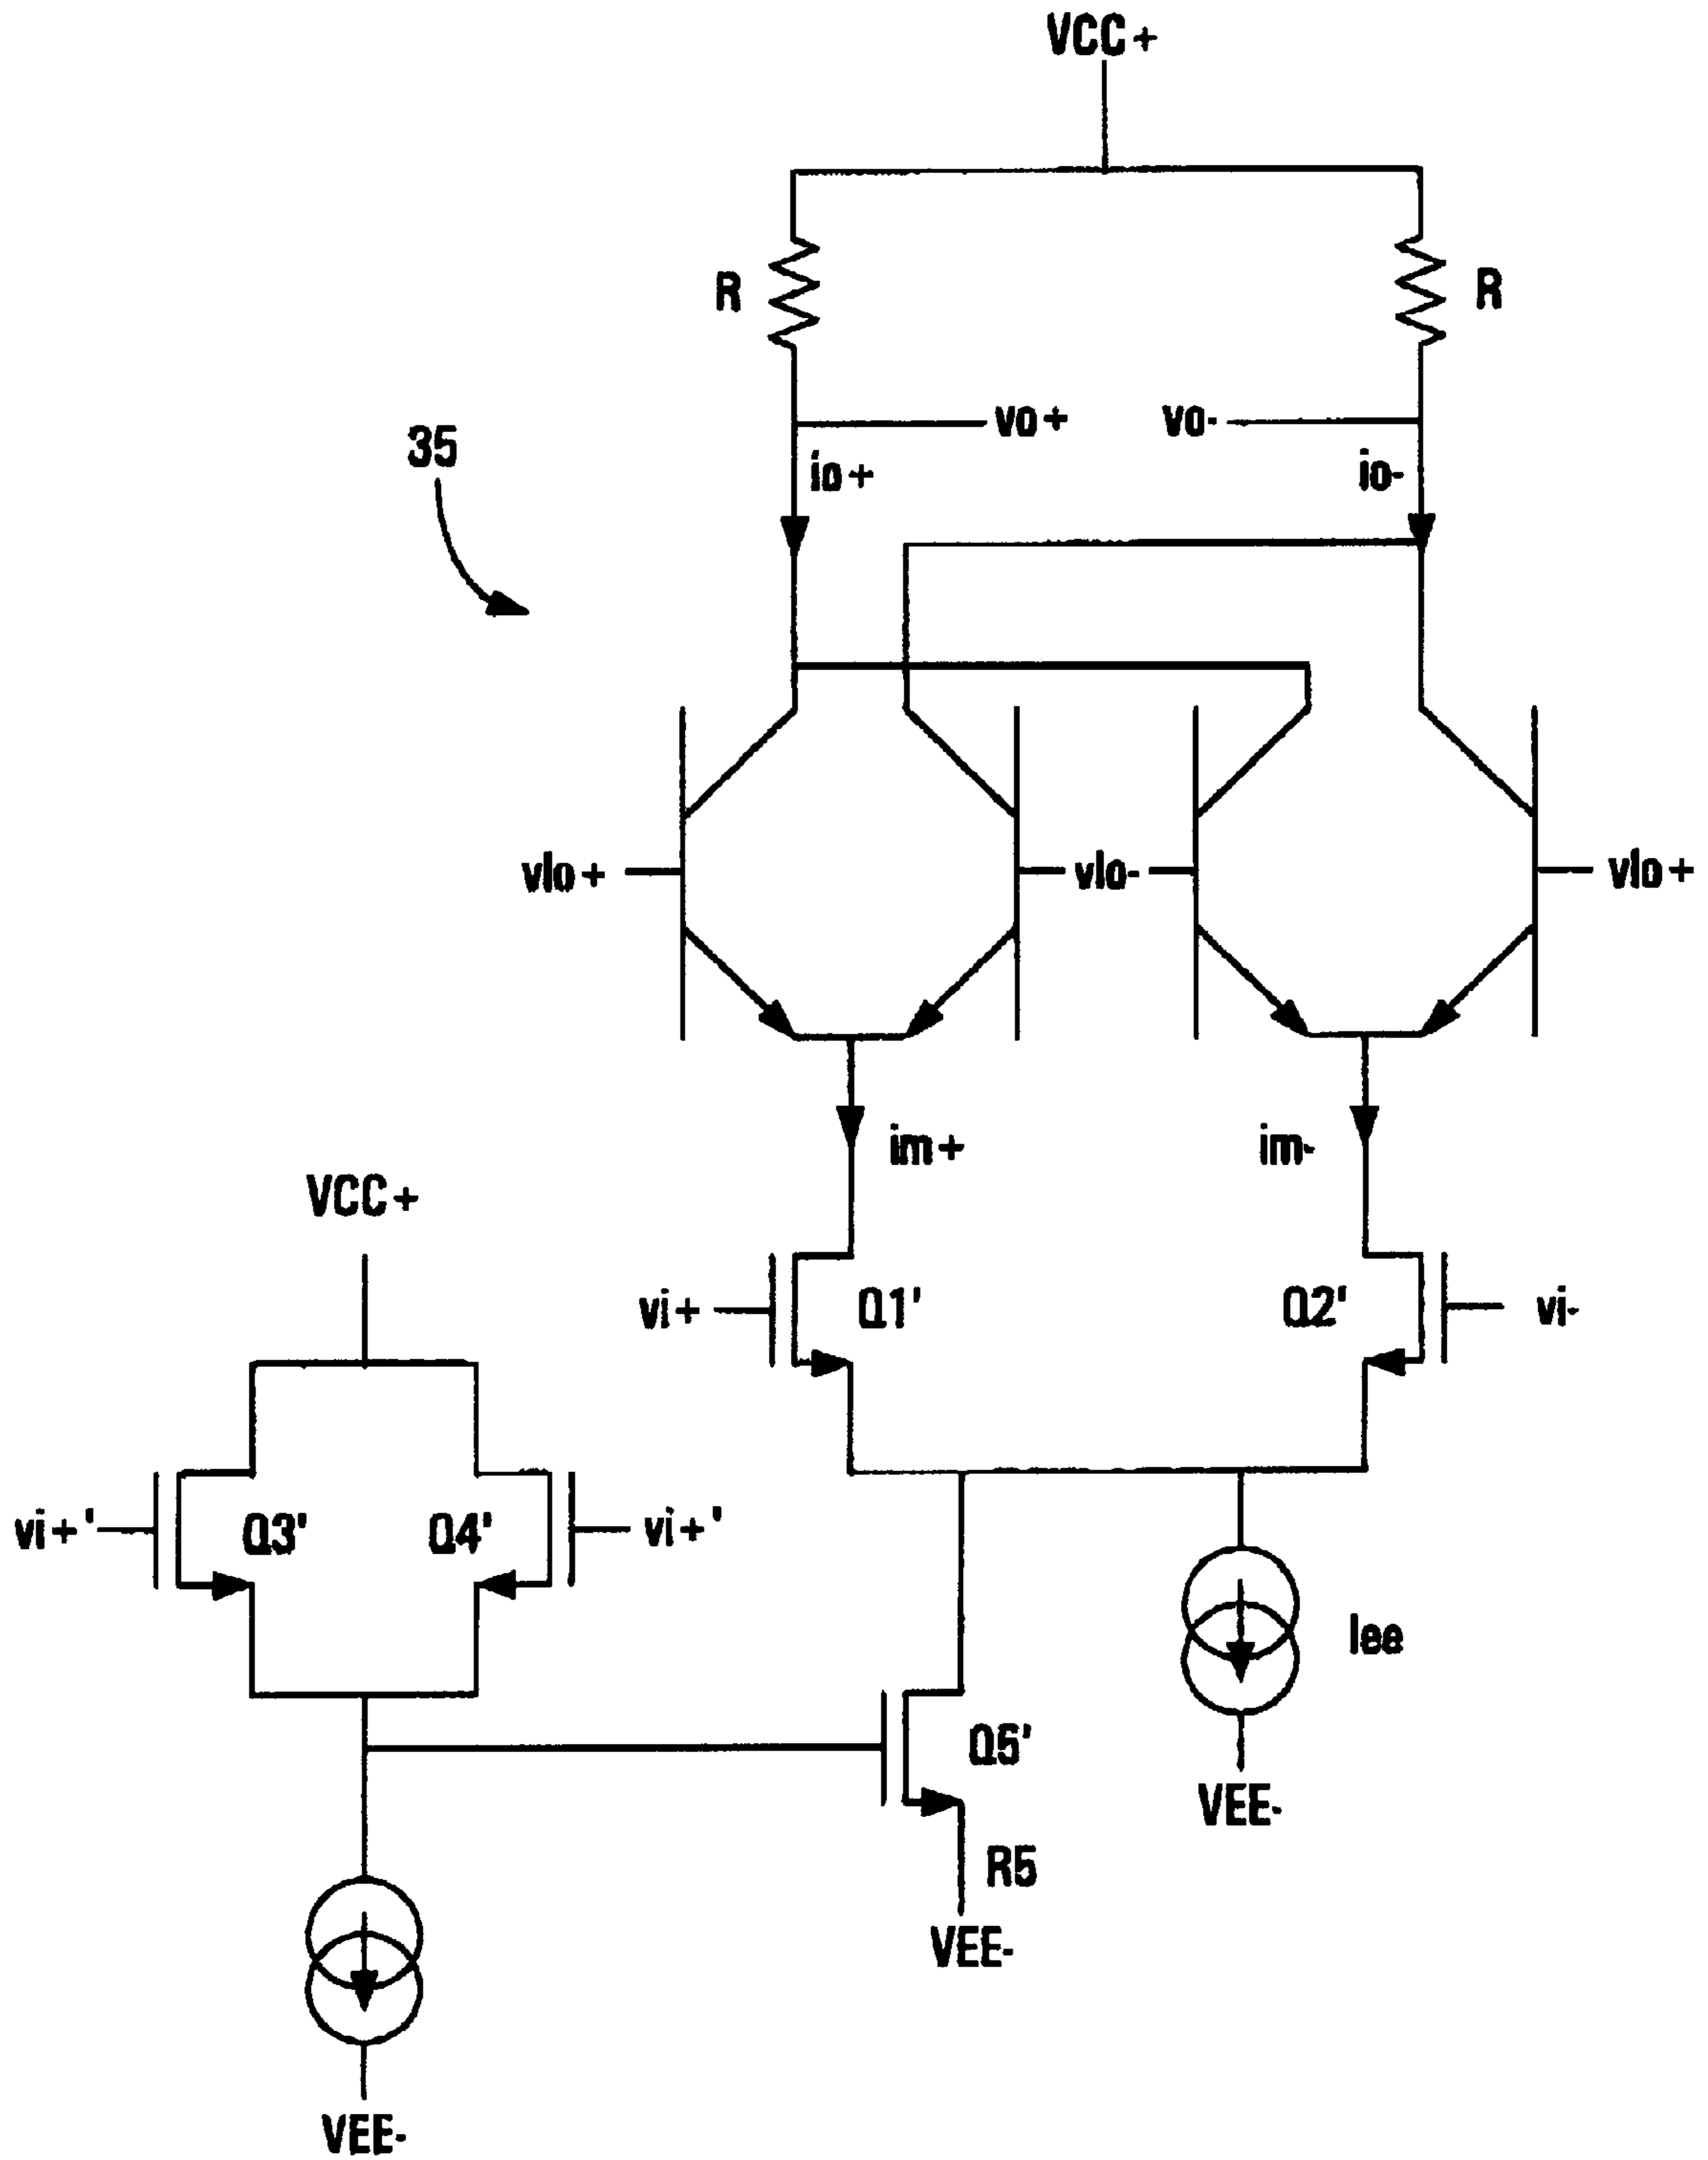 VCC+
R
R
vo+
vo-
35
io+
io-
vlo+
vlo-
vlo+
im+
im-
VCC+
vi+
Q1'
Q2'
vi-
vi+'
Q3'
Q4'
vi+'
Iee
Q5'
VEE-
R5
VEE-
VEE-